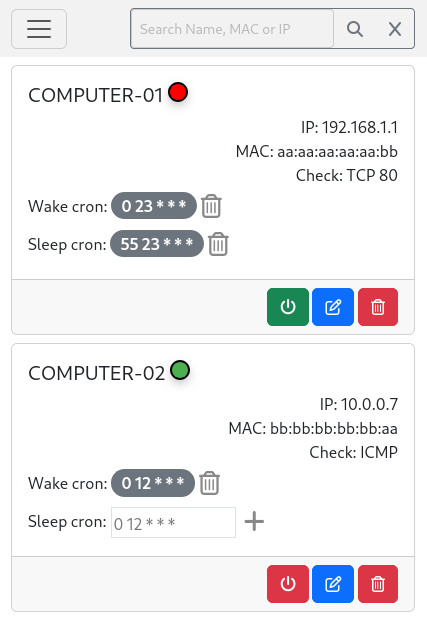 Search Name, MAC or IP
COMPUTER-01
IP: 192.168.1.1
MAC: aa:aa:aa:aa:aa:bb
Check: TCP 80
Wake cron: 0 23 * * *
Sleep cron: 55 23 * * *
COMPUTER-02
IP: 10.0.0.7
MAC: bb:bb:bb:bb:bb:aa
Check: ICMP
Wake cron: 0 12 * * *
Sleep cron: 0 12 * * *